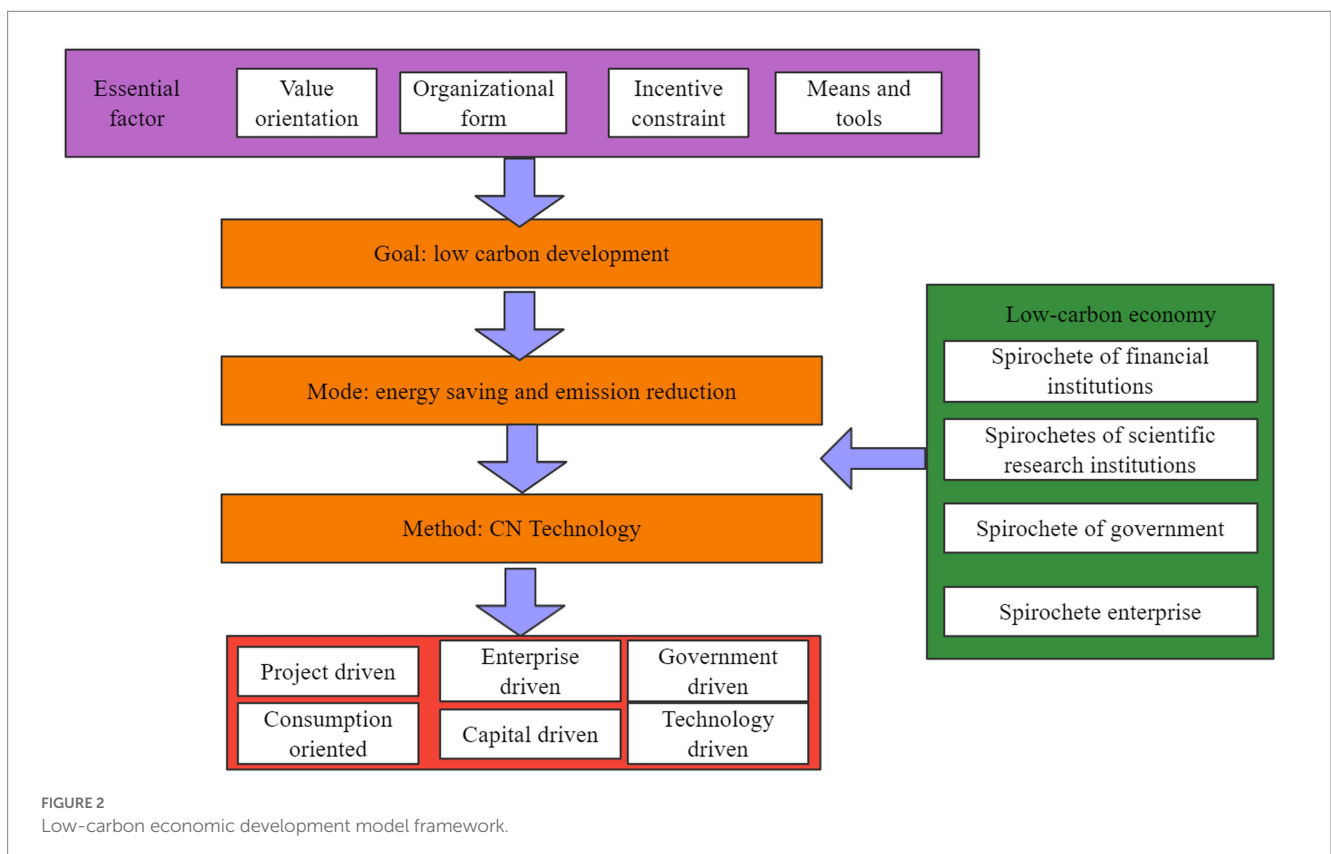 Essential
factor
Value
orientation
Organizational
form
Incentive
constraint
Means and
tools
Goal: low carbon development
Mode: energy saving and emission reduction
Method: CN Technology
Low-carbon economy
Spirochete of financial
institutions
Spirochetes of scientific
research institutions
Spirochete of government
Spirochete enterprise
Project driven
Enterprise
driven
Government
driven
Consumption
oriented
Capital driven
Technology
driven
FIGURE 2
Low-carbon economic development model framework.